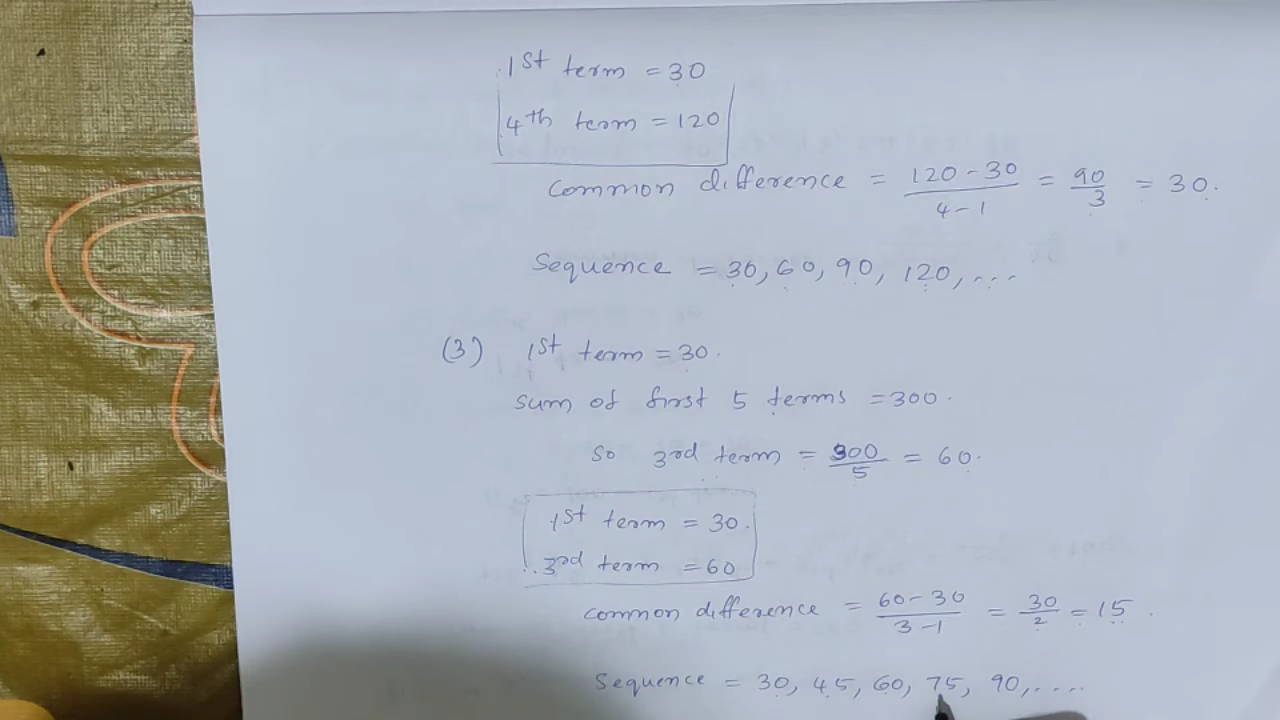 1st term = 30
4th term = 120
Common difference = 120 - 30 / 4 - 1 = 90 / 3 = 30.
Sequence = 30, 60, 90, 120, ...
(3) 1st term = 30.
sum of first 5 terms = 300.
So 3rd term = 300 / 5 = 60.
1st term = 30.
3rd term = 60
Common difference = 60 - 30 / 3 - 1 = 30 / 2 = 15.
Sequence = 30, 45, 60, 75, 90, ....